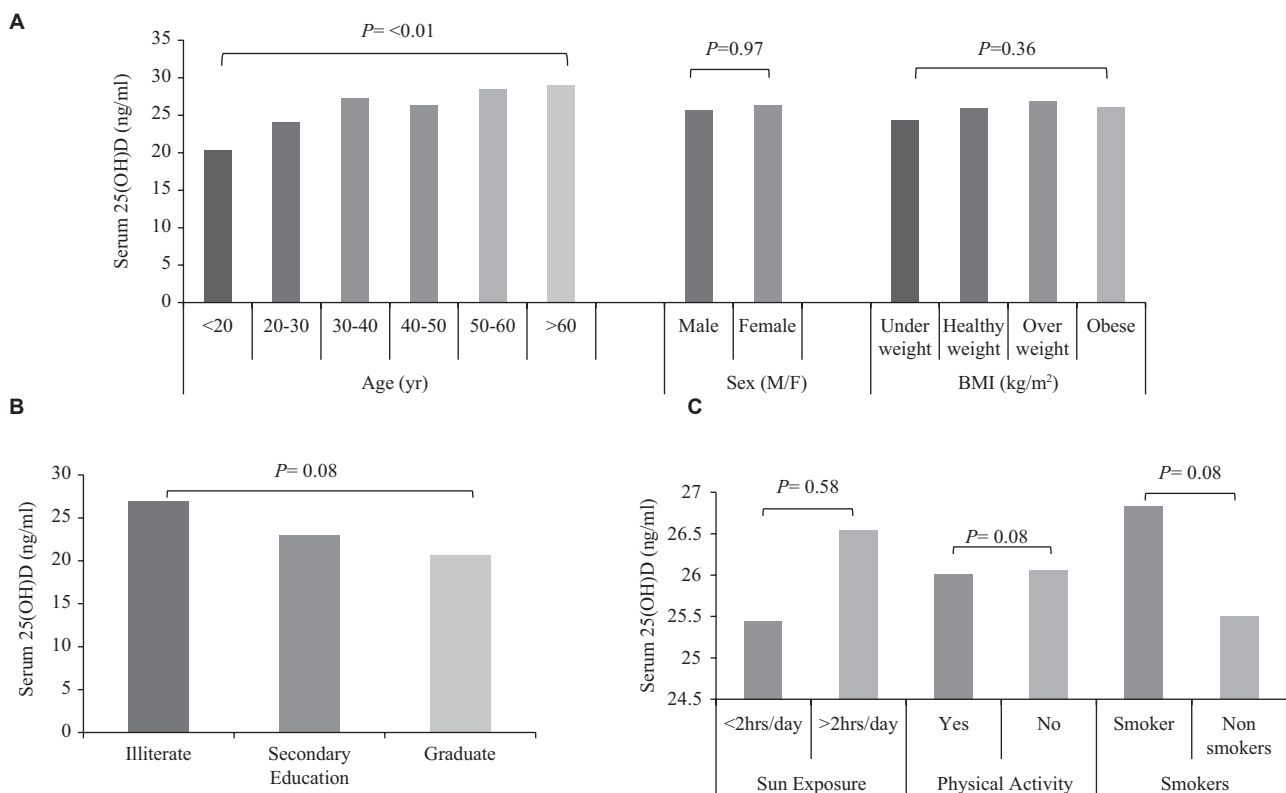 A
P= <0.01
P=0.97
P=0.36
Serum 25(OH)D (ng/ml)
35
30
25
20
15
10
5
0
<20 20-30 30-40 40-50 50-60 >60 Male Female Under weight Healthy weight Over weight Obese
Age (yr) Sex (M/F) BMI (kg/m²)
B
P= 0.08
Serum 25(OH)D (ng/ml)
30
25
20
15
10
5
0
Illiterate Secondary Education Graduate
C
P= 0.58
P= 0.08
P= 0.08
Serum 25(OH)D (ng/ml)
27
26.5
26
25.5
25
24.5
<2hrs/day >2hrs/day Yes No Smoker Non smokers
Sun Exposure Physical Activity Smokers